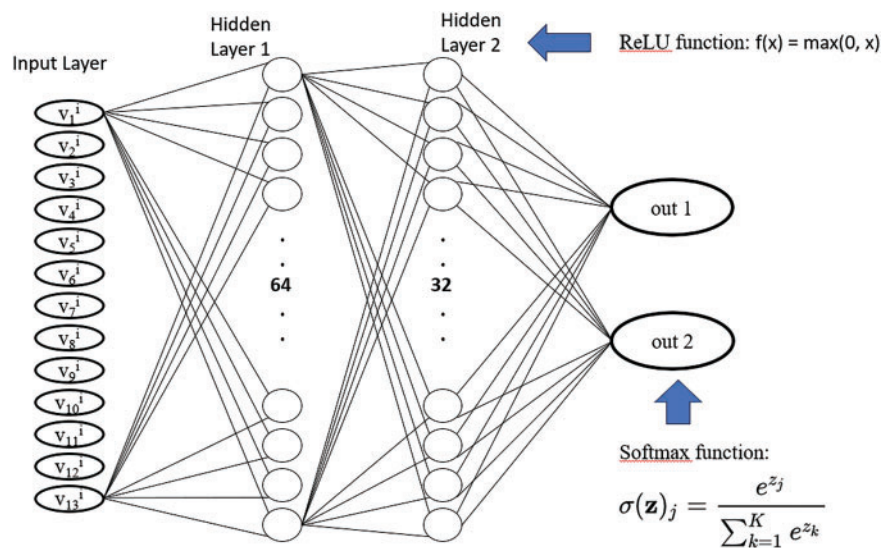 Input Layer
v₁ⁱ
v₂ⁱ
v₃ⁱ
v₄ⁱ
v₅ⁱ
v₆ⁱ
v₇ⁱ
v₈ⁱ
v₉ⁱ
v₁₀ⁱ
v₁₁ⁱ
v₁₂ⁱ
v₁₃ⁱ
Hidden
Layer 1
64
Hidden
Layer 2
32
ReLU function: f(x) = max(0, x)
out 1
out 2
Softmax function:
σ(𝐳)ⱼ = e^{zⱼ} / ∑_{k=1}^{K} e^{zₖ}